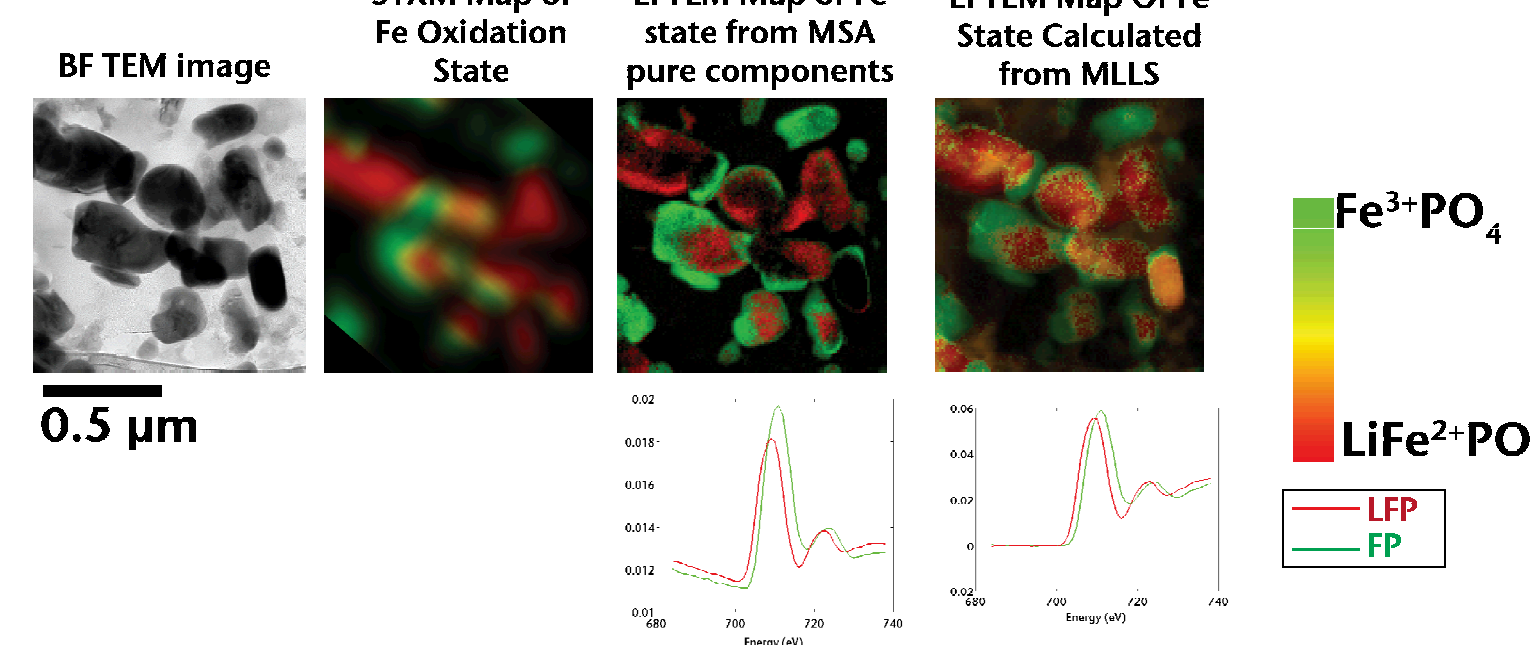 Fe Oxidation
State
state from MSA
pure components
State Calculated
from MLLS
BF TEM image
0.5 µm
Fe³⁺PO₄
LiFe²⁺PO
LFP
FP
0.02
0.018
0.016
0.014
0.012
0.01
680
700
720
740
Energy (eV)
0.06
0.04
0.02
0
0.02
680
700
720
740
Energy (eV)